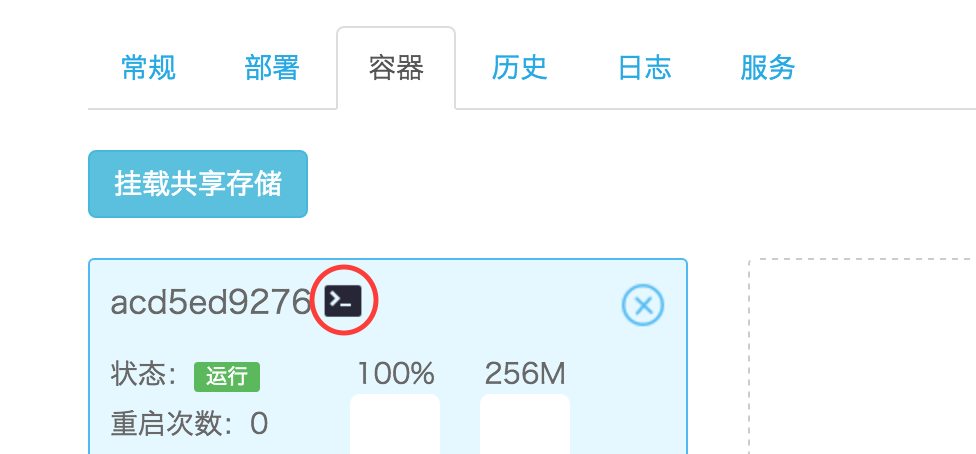 常规 部署 容器 历史 日志 服务
挂载共享存储
acd5ed9276
状态： 运行 100% 256M
重启次数：0